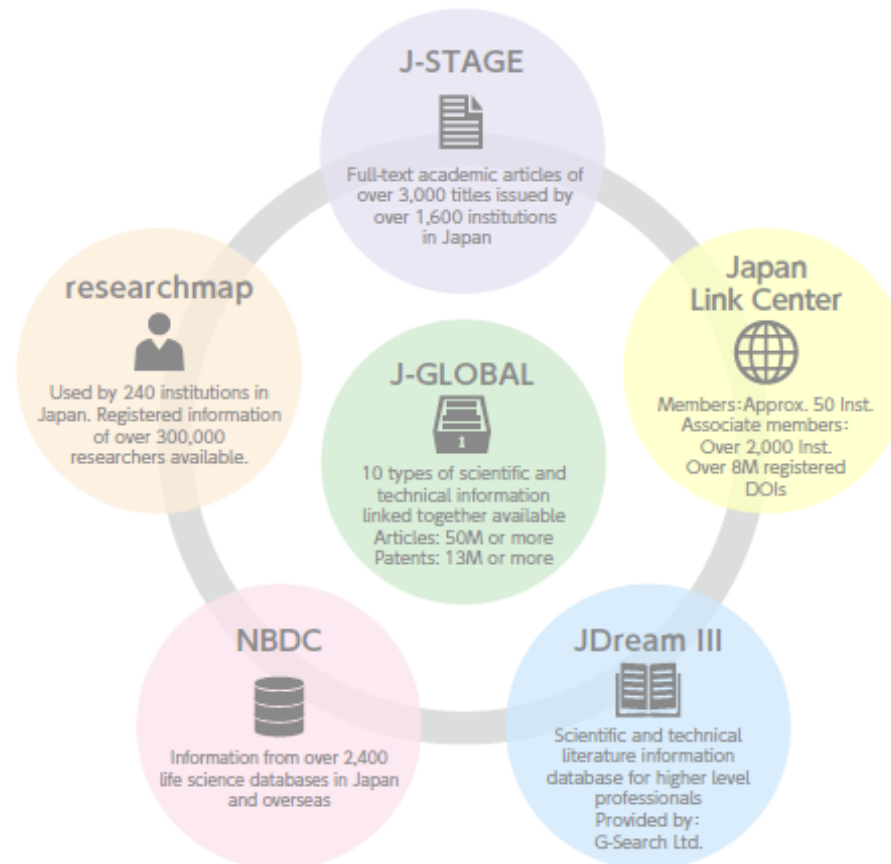 J-STAGE
Full-text academic articles of
over 3,000 titles issued by
over 1,600 institutions
in Japan
researchmap
Used by 240 institutions in
Japan. Registered information
of over 300,000
researchers available.
Japan
Link Center
Members:Approx. 50 Inst.
Associate members:
Over 2,000 Inst.
Over 8M registered
DOIs
J-GLOBAL
10 types of scientific and
technical information
linked together available
Articles: 50M or more
Patents: 13M or more
NBDC
Information from over 2,400
life science databases in Japan
and overseas
JDream III
Scientific and technical
literature information
database for higher level
professionals
Provided by:
G-Search Ltd.